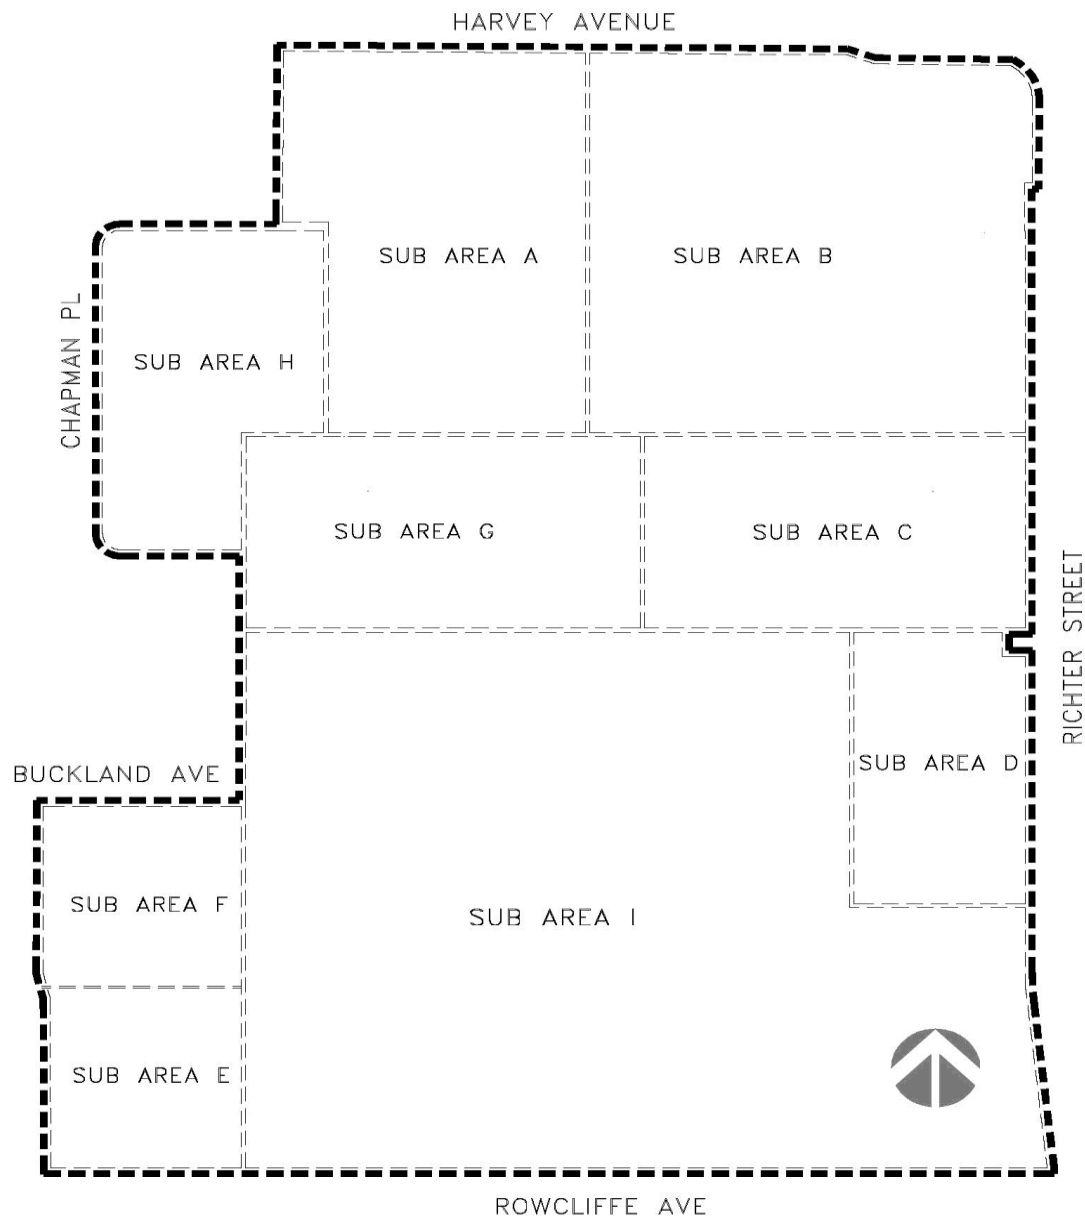 HARVEY AVENUE
SUB AREA A
SUB AREA B
CHAPMAN PL
SUB AREA H
SUB AREA G
SUB AREA C
RICHTER STREET
BUCKLAND AVE
SUB AREA D
SUB AREA F
SUB AREA I
SUB AREA E
ROWCLIFFE AVE